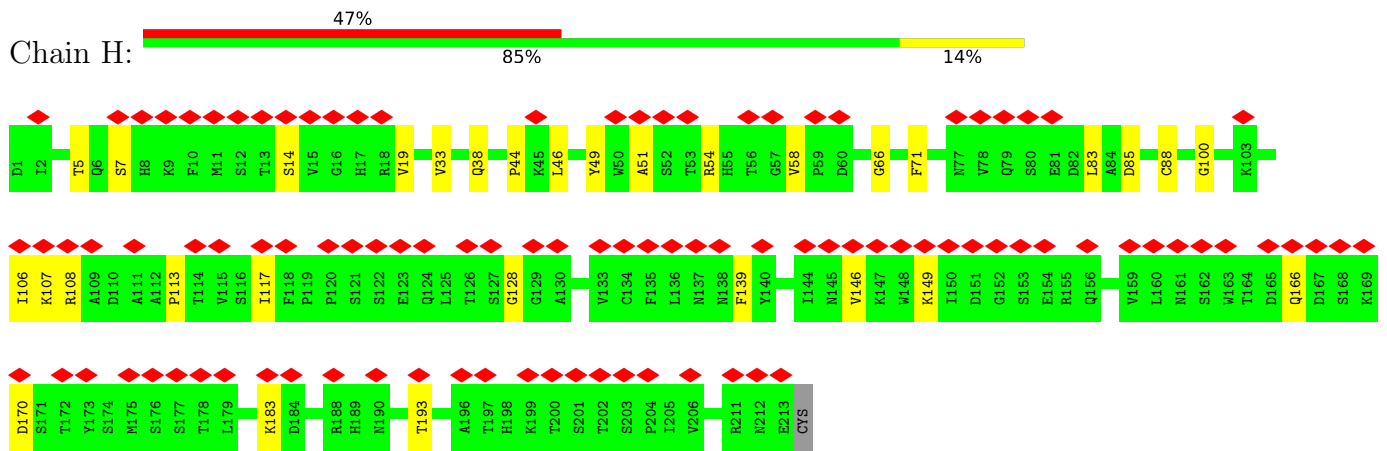 47%
Chain H:
85% 14%
D1 I2 T5 Q6 S7 H8 K9 F10 M11 S12 T13 S14 V15 G16 H17 R18 V19 V33 Q38 P44 K45 L46 Y49 W50 A51 S52 T53 R54 H55 T56 G57 V58 P59 D60 G66 F71 N77 V78 Q79 S80 E81 D82 L83 A84 D85 C88 G100 K103
I106 K107 R108 A109 D110 A111 A112 P113 T114 V115 S116 I117 F118 P119 P120 S121 S122 E123 Q124 L125 T126 S127 G128 G129 A130 V133 C134 F135 L136 N137 N138 F139 Y140 I144 N145 V146 K147 W148 K149 I150 D151 G152 S153 E154 R155 Q156 V159 L160 N161 S162 W163 T164 D165 Q166 D167 S168 K169
D170 S171 T172 Y173 S174 M175 S176 S177 T178 L179 K183 D184 R188 H189 N190 T193 A196 T197 H198 K199 T200 S201 T202 S203 P204 I205 V206 R211 N212 E213 CYS